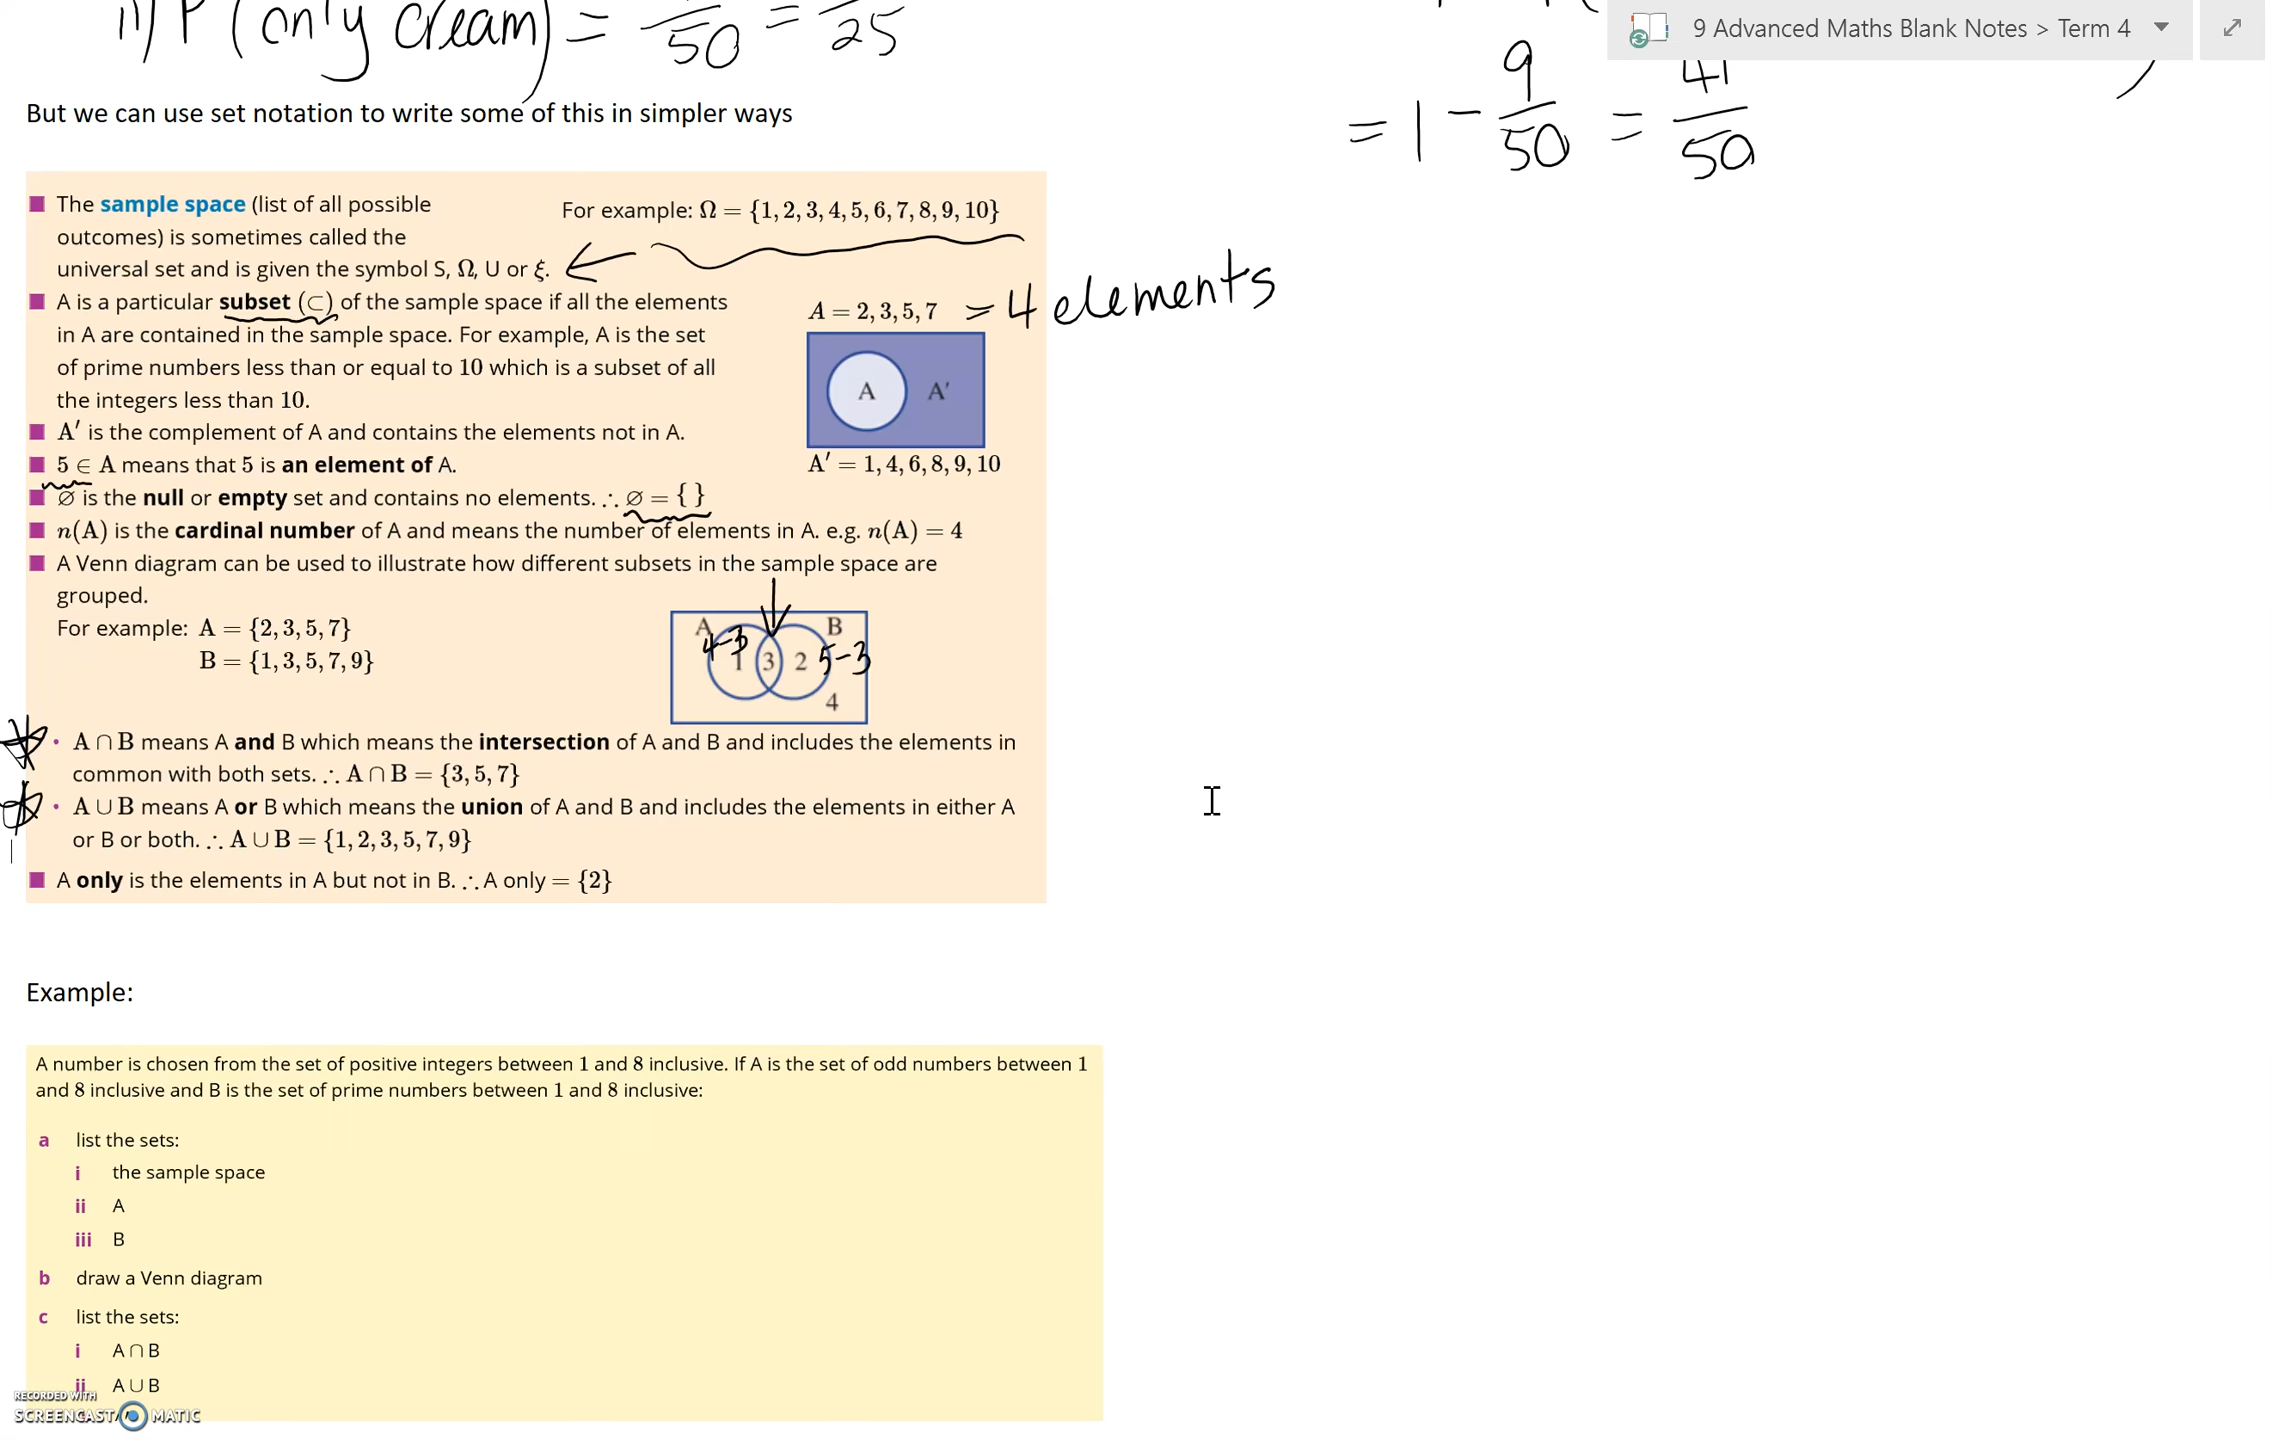 ii) P (only cream) = /50 = /25
9 Advanced Maths Blank Notes > Term 4
= 1 - 9/50 = 41/50
But we can use set notation to write some of this in simpler ways
The sample space (list of all possible
outcomes) is sometimes called the
universal set and is given the symbol S, Ω, U or ξ.
For example: Ω = {1, 2, 3, 4, 5, 6, 7, 8, 9, 10}
A is a particular subset (⊂) of the sample space if all the elements
in A are contained in the sample space. For example, A is the set
of prime numbers less than or equal to 10 which is a subset of all
the integers less than 10.
A = 2, 3, 5, 7 = 4 elements
A A′
A′ = 1, 4, 6, 8, 9, 10
A′ is the complement of A and contains the elements not in A.
5 ∈ A means that 5 is an element of A.
∅ is the null or empty set and contains no elements. ∴ ∅ = { }
n(A) is the cardinal number of A and means the number of elements in A. e.g. n(A) = 4
A Venn diagram can be used to illustrate how different subsets in the sample space are
grouped.
For example: A = {2, 3, 5, 7}
B = {1, 3, 5, 7, 9}
A B
4-3 1 3 2 5-3
4
• A ∩ B means A and B which means the intersection of A and B and includes the elements in
common with both sets. ∴ A ∩ B = {3, 5, 7}
• A ∪ B means A or B which means the union of A and B and includes the elements in either A
or B or both. ∴ A ∪ B = {1, 2, 3, 5, 7, 9}
A only is the elements in A but not in B. ∴ A only = {2}
Example:
A number is chosen from the set of positive integers between 1 and 8 inclusive. If A is the set of odd numbers between 1
and 8 inclusive and B is the set of prime numbers between 1 and 8 inclusive:
a list the sets:
i the sample space
ii A
iii B
b draw a Venn diagram
c list the sets:
i A ∩ B
ii A ∪ B
RECORDED WITH
SCREENCAST MATIC